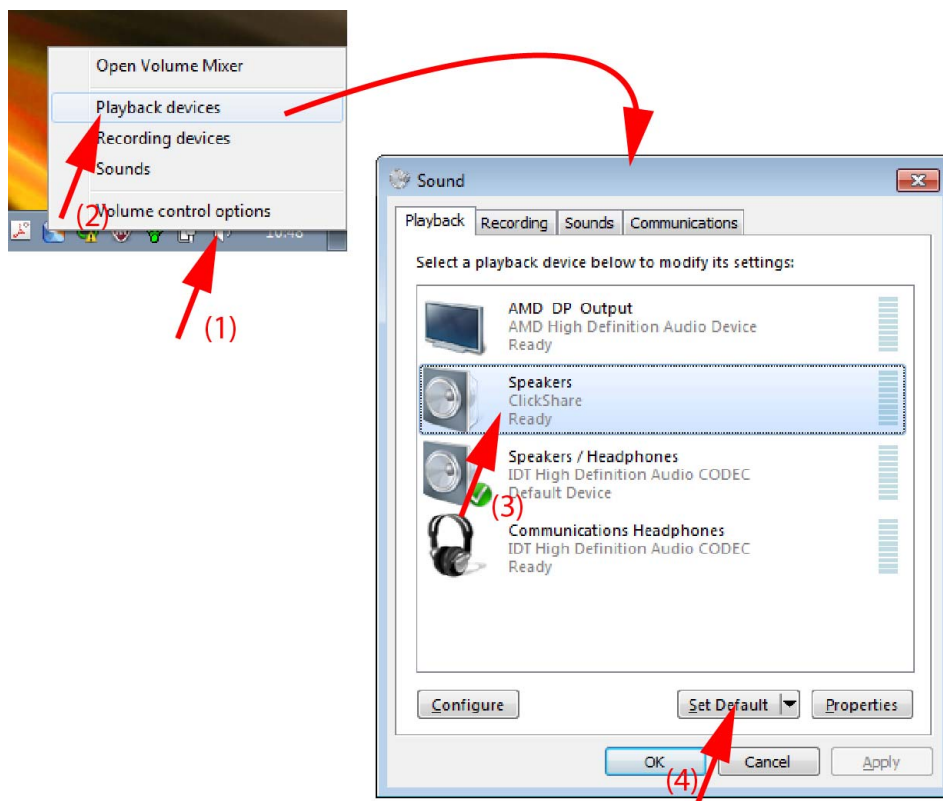 Open Volume Mixer
Playback devices
Recording devices
Sounds
(2)
Volume control options
10:48
(1)
Sound
Playback Recording Sounds Communications
Select a playback device below to modify its settings:
AMD DP Output
AMD High Definition Audio Device
Ready
Speakers
ClickShare
Ready
Speakers / Headphones
IDT High Definition Audio CODEC
Default Device
(3)
Communications Headphones
IDT High Definition Audio CODEC
Ready
Configure Set Default Properties
OK Cancel Apply
(4)